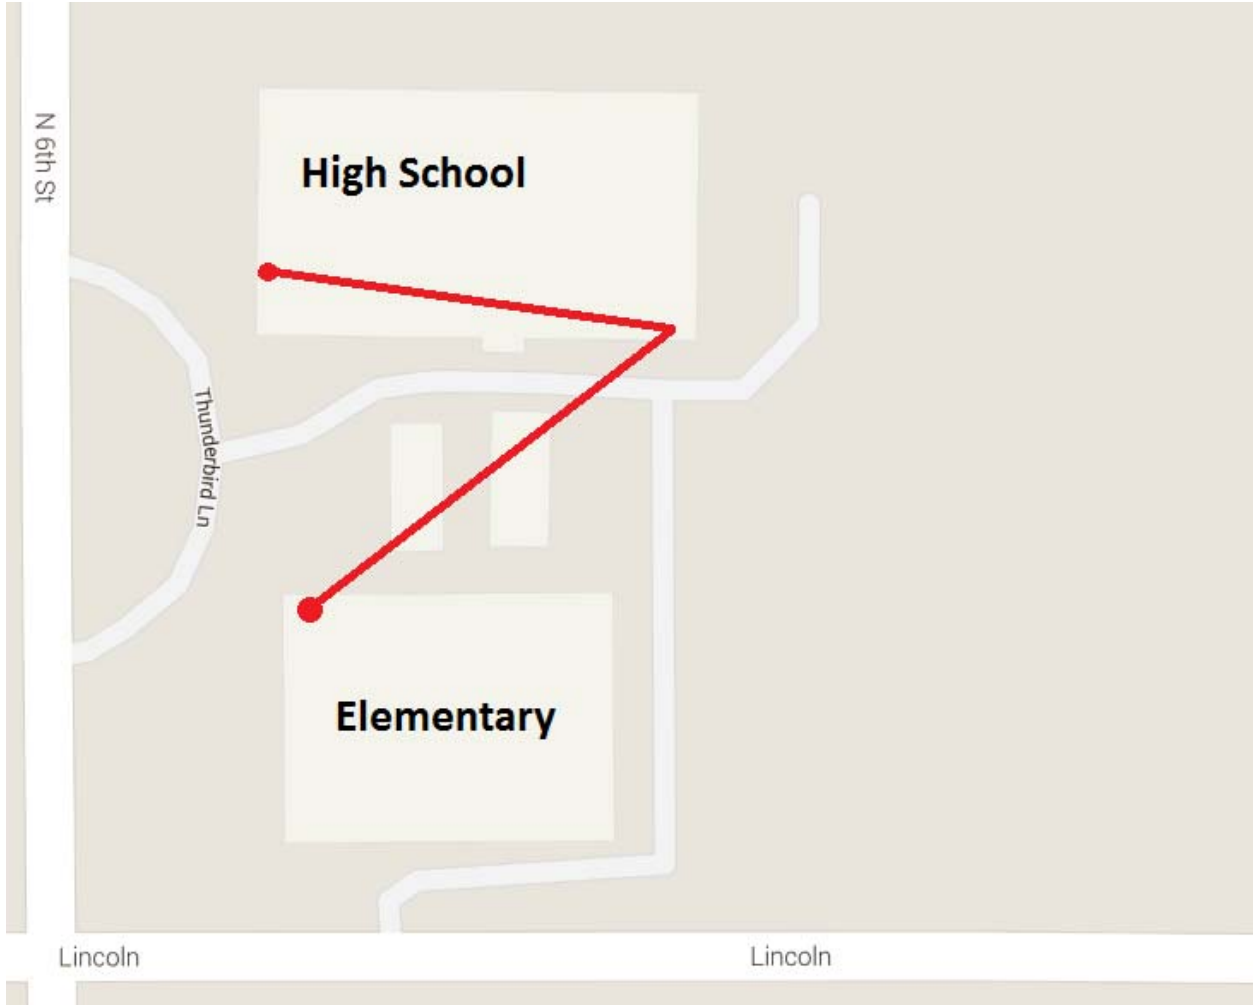 N 6th St
High School
Thunderbird Ln
Elementary
Lincoln
Lincoln